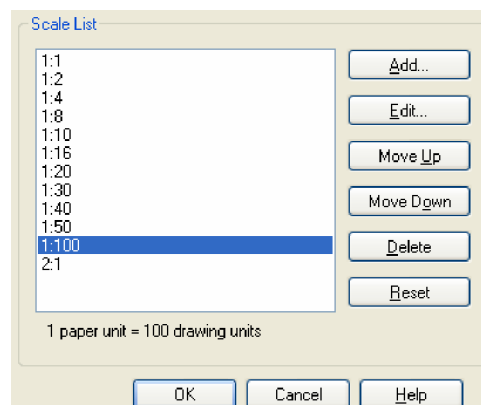 Scale List
1:1
1:2
1:4
1:8
1:10
1:16
1:20
1:30
1:40
1:50
1:100
2:1
Add...
Edit...
Move Up
Move Down
Delete
Reset
1 paper unit = 100 drawing units
OK Cancel Help